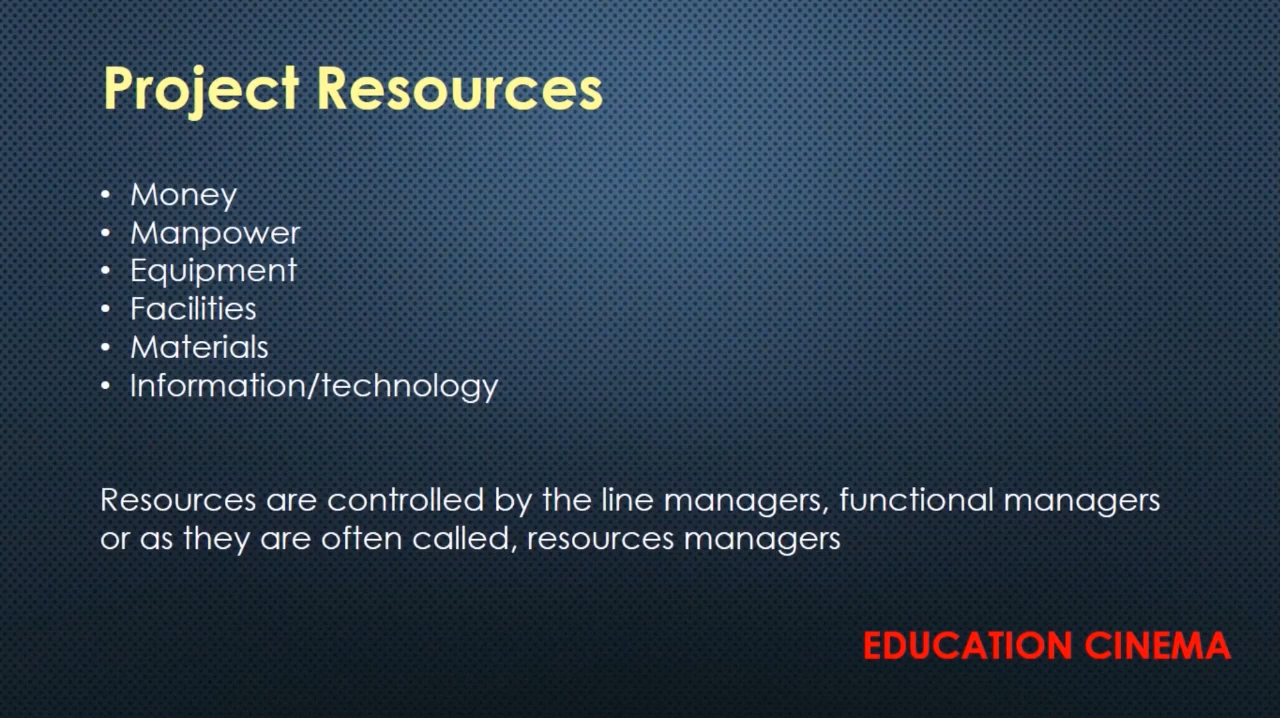 Project Resources
• Money
• Manpower
• Equipment
• Facilities
• Materials
• Information/technology
Resources are controlled by the line managers, functional managers
or as they are often called, resources managers
EDUCATION CINEMA